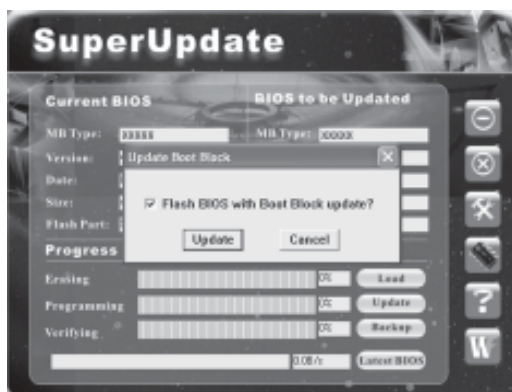 SuperUpdate
Current BIOS
BIOS to be Updated
MB Type: XXXXX
MB Type: XXXXX
Version:
Update Boot Block
Date:
Size:
Flash BIOS with Boot Block update?
Flash Part:
Update
Cancel
Progress
Erasing
0%
Load
Programming
0%
Update
Verifying
0%
Backup
Latest BIOS
?
W